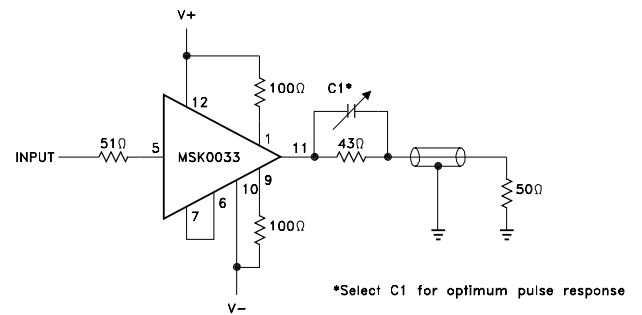 V+
12
100Ω
C1*
1
51Ω
5
MSK0033
11
43Ω
INPUT
10
9
7
6
50Ω
100Ω
*Select C1 for optimum pulse response
V-